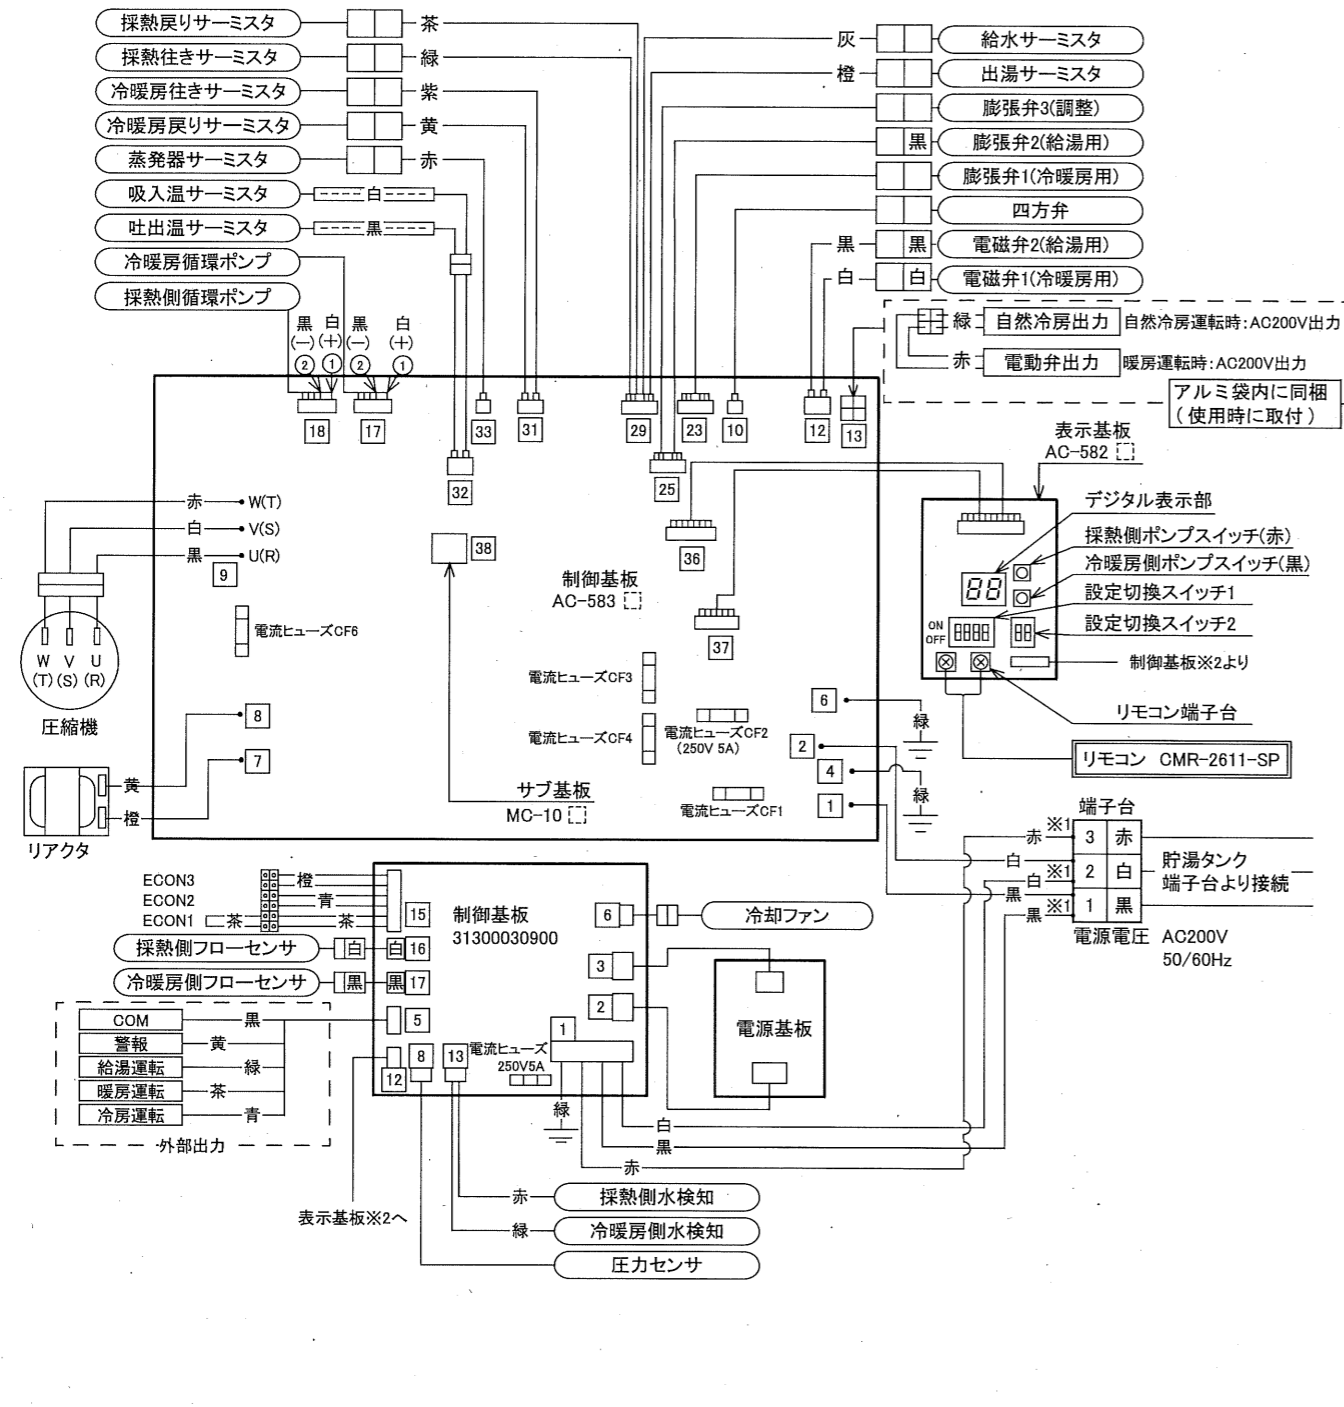 採熱戻りサーミスタ 茶
採熱往きサーミスタ 緑
冷暖房往きサーミスタ 紫
冷暖房戻りサーミスタ 黄
蒸発器サーミスタ 赤
吸入温サーミスタ 白
吐出温サーミスタ 黒
冷暖房循環ポンプ
採熱側循環ポンプ
灰 給水サーミスタ
橙 出湯サーミスタ
膨張弁3(調整)
黒 膨張弁2(給湯用)
膨張弁1(冷暖房用)
四方弁
黒 黒 電磁弁2(給湯用)
白 白 電磁弁1(冷暖房用)
緑 自然冷房出力 自然冷房運転時:AC200V出力
赤 電動弁出力 暖房運転時:AC200V出力
アルミ袋内に同梱
(使用時に取付)
黒 白 黒 白
(−) (+) (−) (+)
② ① ② ①
18 17 33 31 29 23 10 12 13
32 25
表示基板
AC-582
デジタル表示部
採熱側ポンプスイッチ(赤)
冷暖房側ポンプスイッチ(黒)
設定切換スイッチ1
設定切換スイッチ2
ON
OFF
88
制御基板※2より
リモコン端子台
リモコン CMR-2611-SP
赤 W(T)
白 V(S)
黒 U(R)
9
38
36
37
制御基板
AC-583
電流ヒューズCF6
電流ヒューズCF3
電流ヒューズCF4
電流ヒューズCF2
(250V 5A)
電流ヒューズCF1
W V U
(T) (S) (R)
圧縮機
8
7
黄
橙
リアクタ
サブ基板
MC-10
6
緑
2
4
緑
1
端子台
赤 ※1 3 赤
白
白 ※1 2 白
黒
黒 ※1 1 黒
貯湯タンク
端子台より接続
電源電圧 AC200V
50/60Hz
ECON3 橙
ECON2 青
ECON1 茶 茶
15
採熱側フローセンサ 白 白 16
冷暖房側フローセンサ 黒 黒 17
制御基板
31300030900
6 冷却ファン
3
2
電源基板
COM 黒
警報 黄
給湯運転 緑
暖房運転 茶
冷房運転 青
外部出力
5
12
8
13
電流ヒューズ
250V5A
1
緑
白
黒
赤
表示基板※2へ
赤 採熱側水検知
緑 冷暖房側水検知
圧力センサ